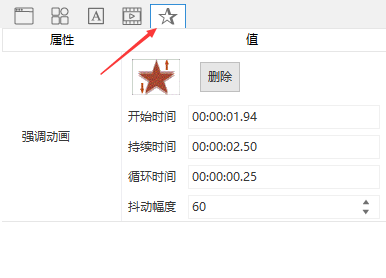 A
属性 值
删除
开始时间 00:00:01.94
强调动画
持续时间 00:00:02.50
循环时间 00:00:00.25
抖动幅度 60